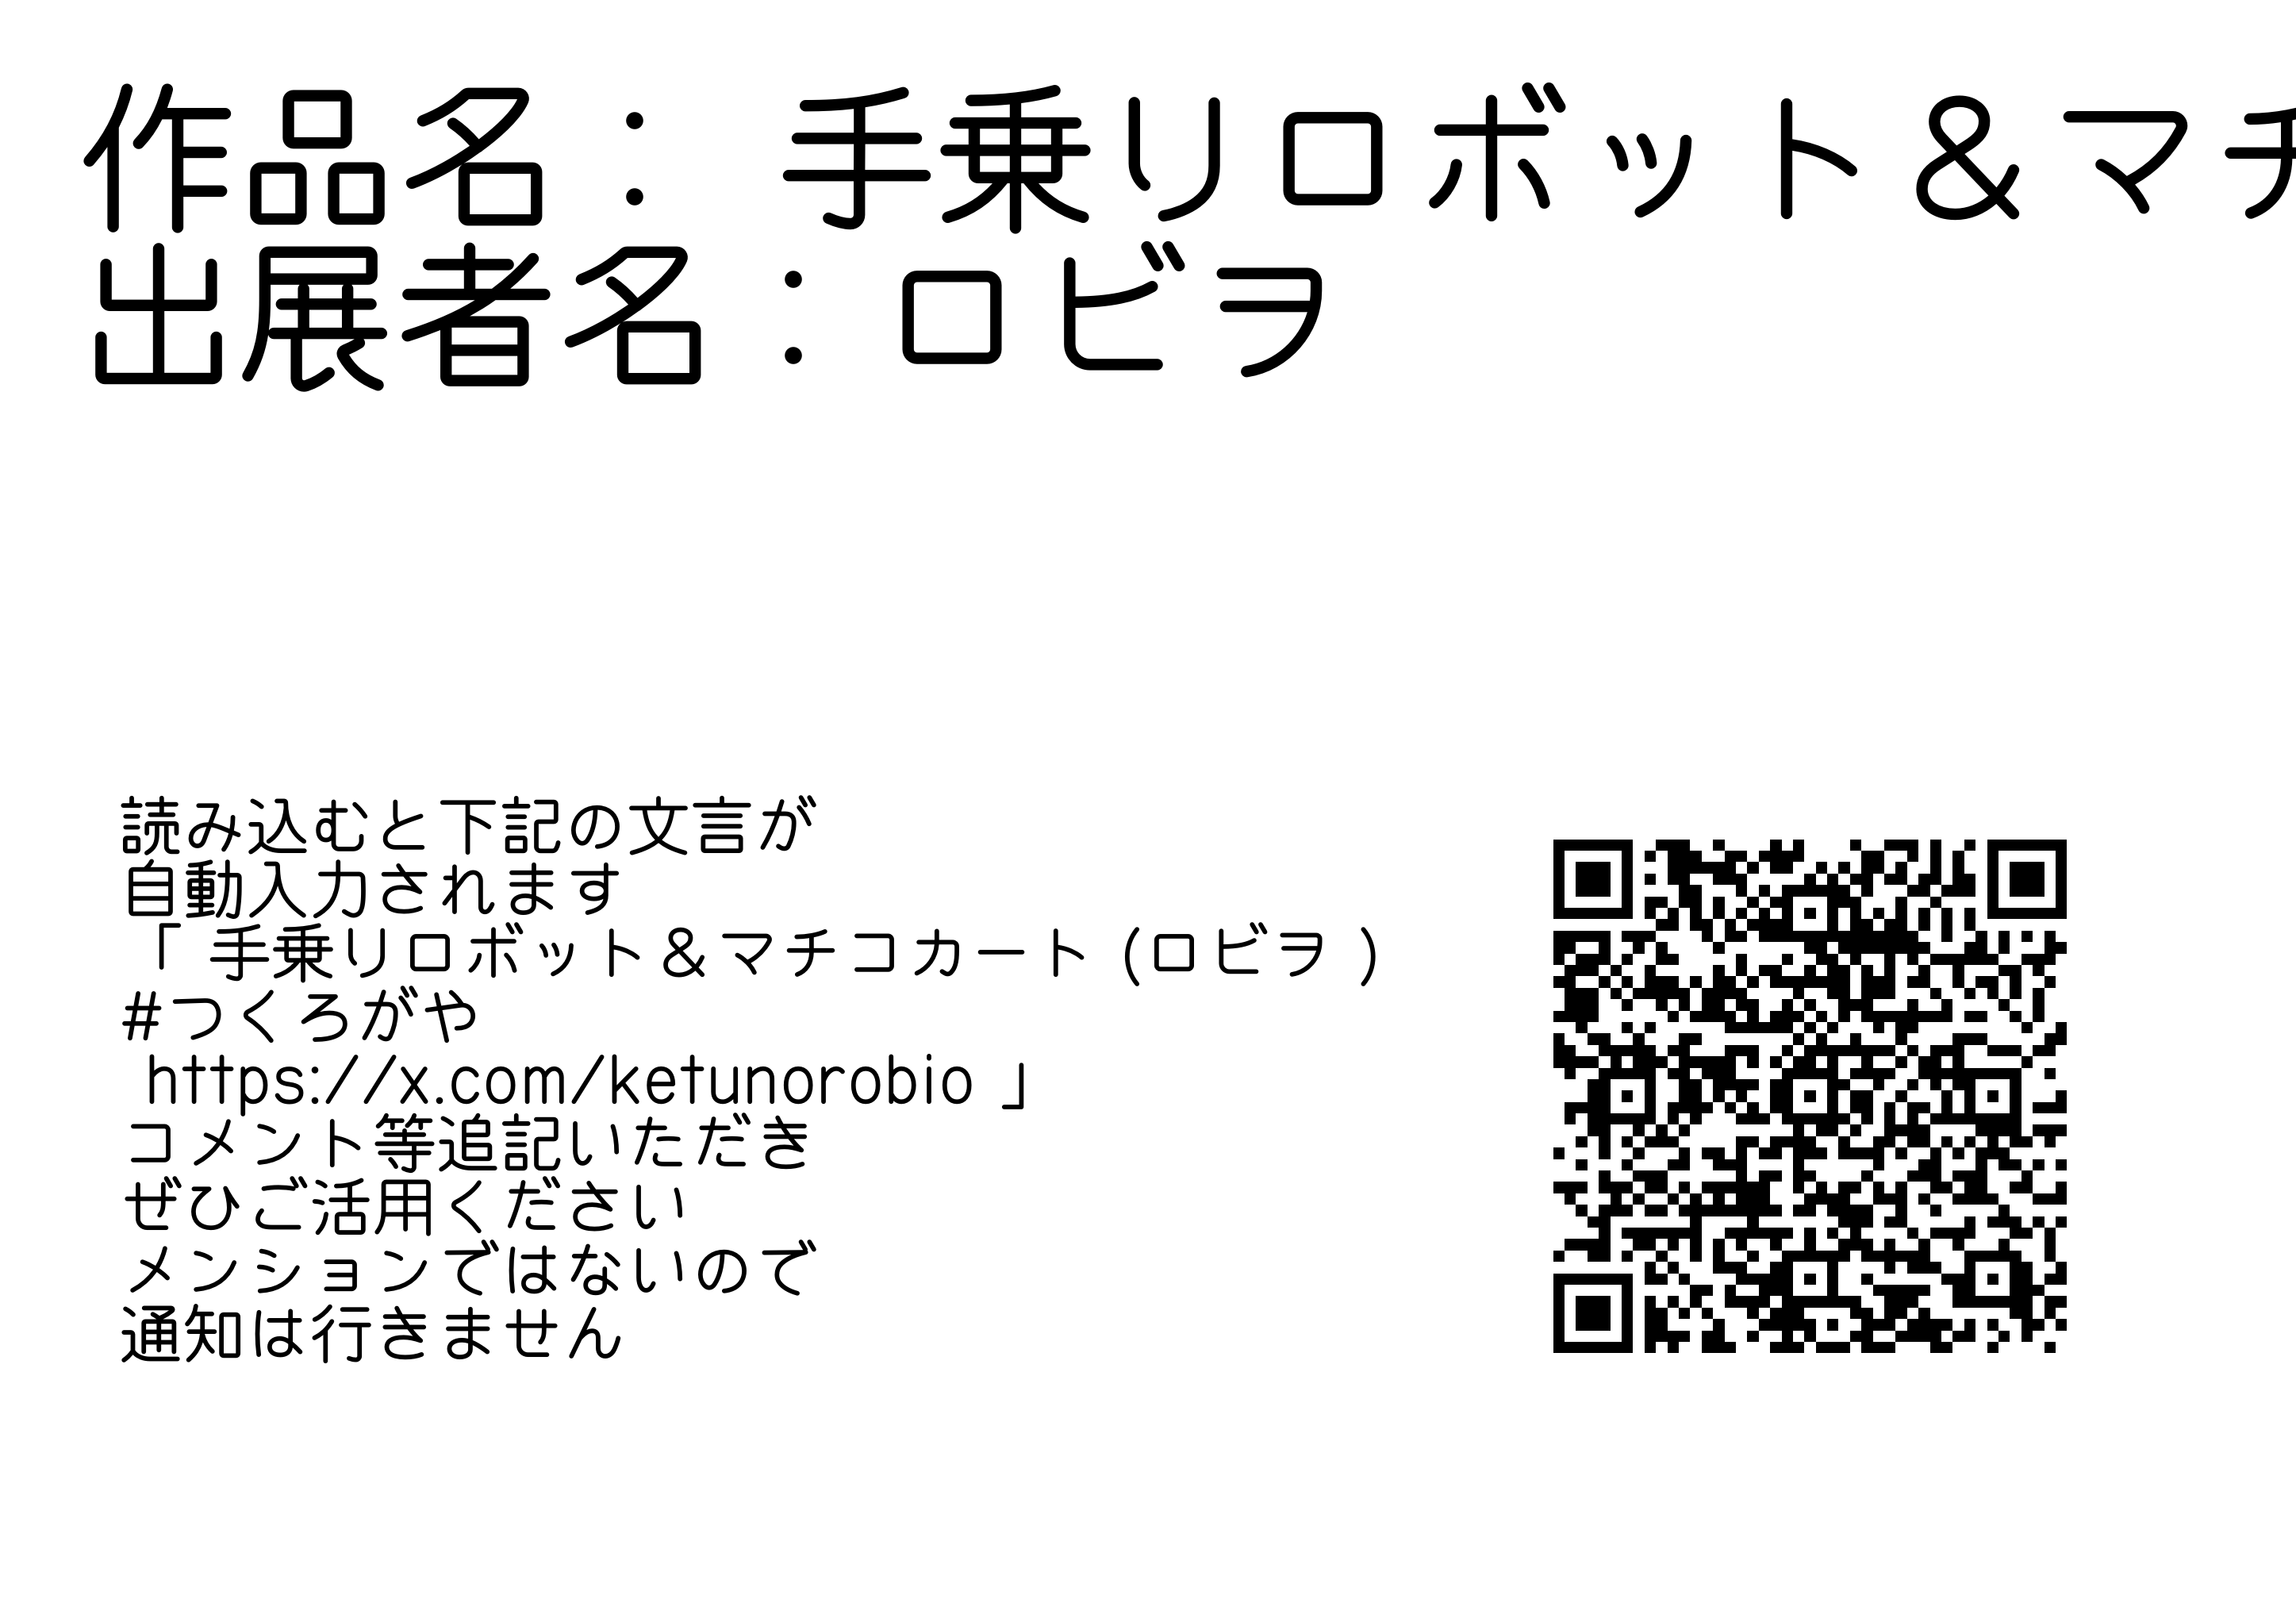 作品名：手乗リロボット&マチ
出展者名：ロビヲ
読み込むと下記の文言が
自動入力されます
「手乗リロボット&マチコカート（ロビヲ）
#つくろがや
https://x.com/ketunorobio」
コメント等追記いただき
ぜひご活用ください
メンションではないので
通知は行きません